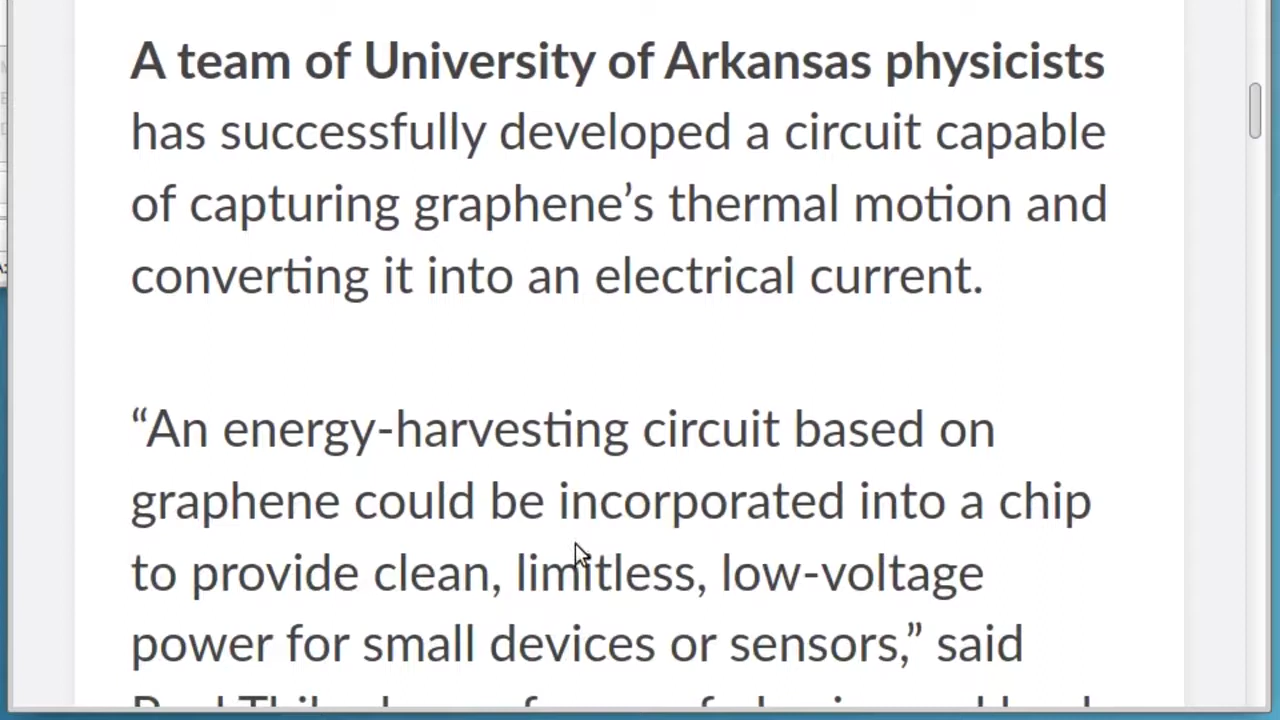 A team of University of Arkansas physicists
has successfully developed a circuit capable
of capturing graphene’s thermal motion and
converting it into an electrical current.
“An energy-harvesting circuit based on
graphene could be incorporated into a chip
to provide clean, limitless, low-voltage
power for small devices or sensors,” said